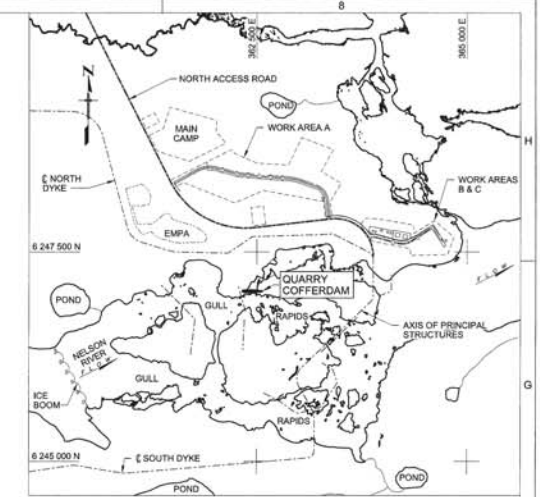 8
362 500 E
365 000 E
NORTH ACCESS ROAD
POND
N
MAIN
CAMP
WORK AREA A
H
℄ NORTH
DYKE
WORK AREAS
B & C
EMPA
6 247 500 N
FLOW
QUARRY
COFFERDAM
POND
GULL
RAPIDS
AXIS OF PRINCIPAL
STRUCTURES
NELSON
RIVER
FLOW
GULL
ICE
BOOM
G
RAPIDS
6 245 000 N
℄ SOUTH DYKE
POND
POND